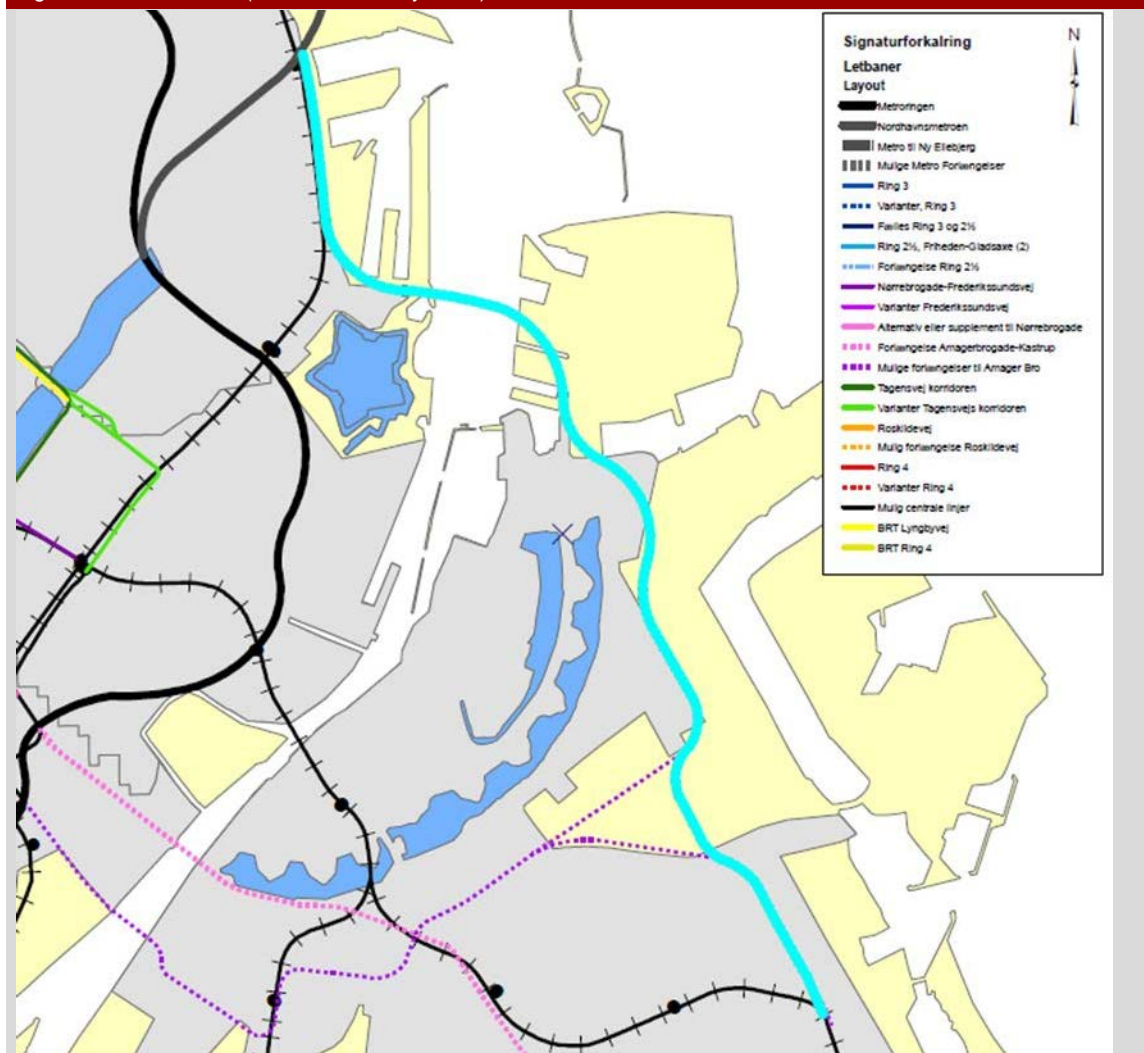 Signaturforkalring
N
Letbaner
Layout
Metroringen
Nordhavnsmetroen
Metro til Ny Ellebjerg
Mulige Metro Forlængelser
Ring 3
Varianter, Ring 3
Fælles Ring 3 og 2½
Ring 2½, Friheden-Gladsaxe (2)
Forlængelse Ring 2½
Nørrebrogade-Frederikssundsvej
Varianter Frederikssundsvej
Alternativ eller supplement til Nørrebrogade
Forlængelse Amagerbrogade-Kastrup
Mulige forlængelser til Amager Bro
Tagensvej korridoren
Varianter Tagensvejs korridoren
Roskildevej
Mulig forlængelse Roskildevej
Ring 4
Varianter Ring 4
Mulig centrale linjer
BRT Lyngbyvej
BRT Ring 4